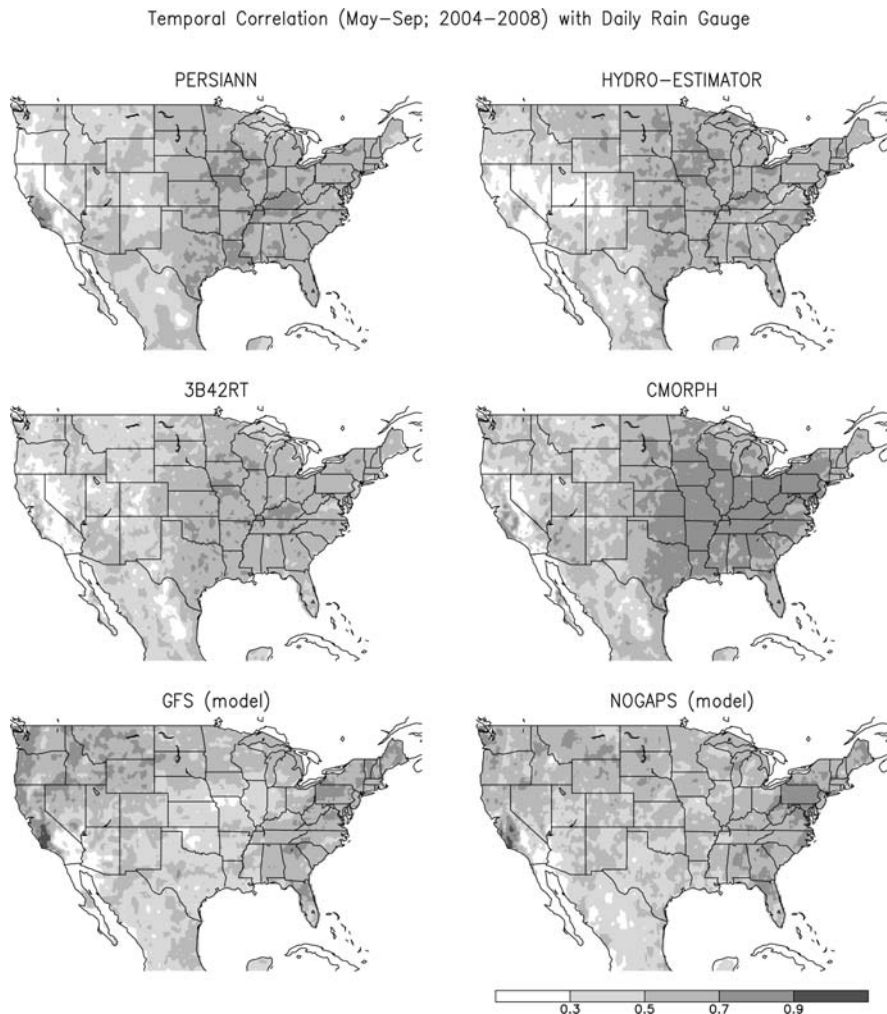 Temporal Correlation (May–Sep; 2004–2008) with Daily Rain Gauge
PERSIANN
HYDRO–ESTIMATOR
3B42RT
CMORPH
GFS (model)
NOGAPS (model)
0.3 0.5 0.7 0.9